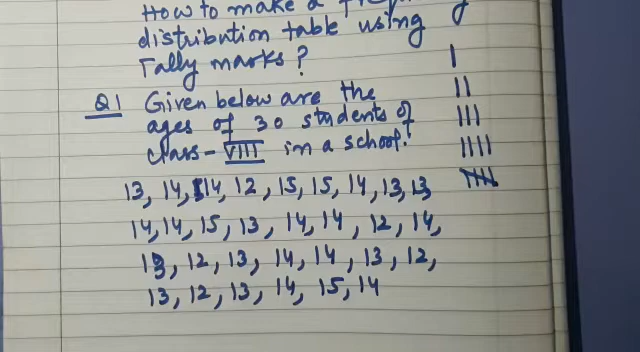 How to make a
distribution table using
Tally marks?
Q1 Given below are the
ages of 30 students of
class-VIII in a school.
13, 14, 14, 12, 15, 15, 14, 13, 13
14, 14, 15, 13, 14, 14, 12, 14,
13, 12, 13, 14, 14, 13, 12,
13, 12, 13, 14, 15, 14
|
||
|||
||||
||||